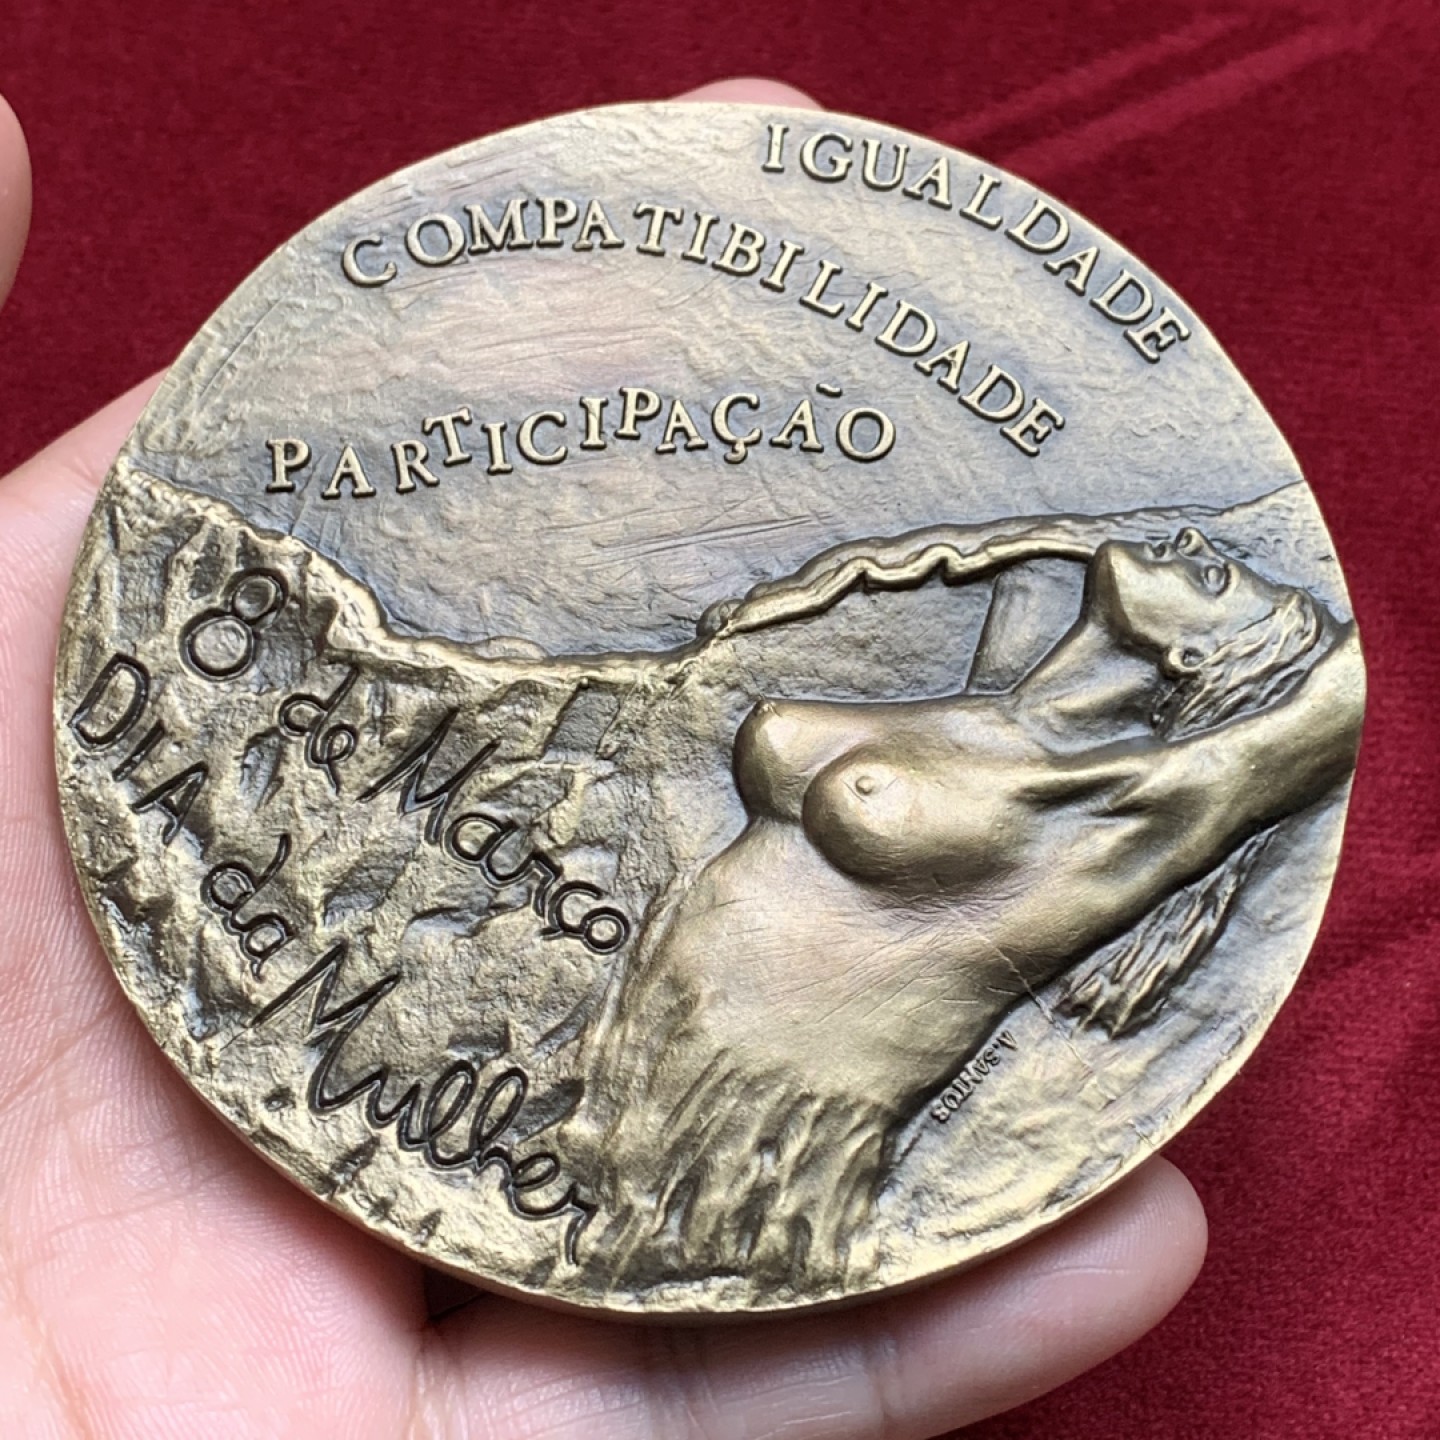 IGUALDADE
COMPATIBILIDADE
PARTICIPAÇÃO
8 de Março
DIA da Mulher
A. SANTOS